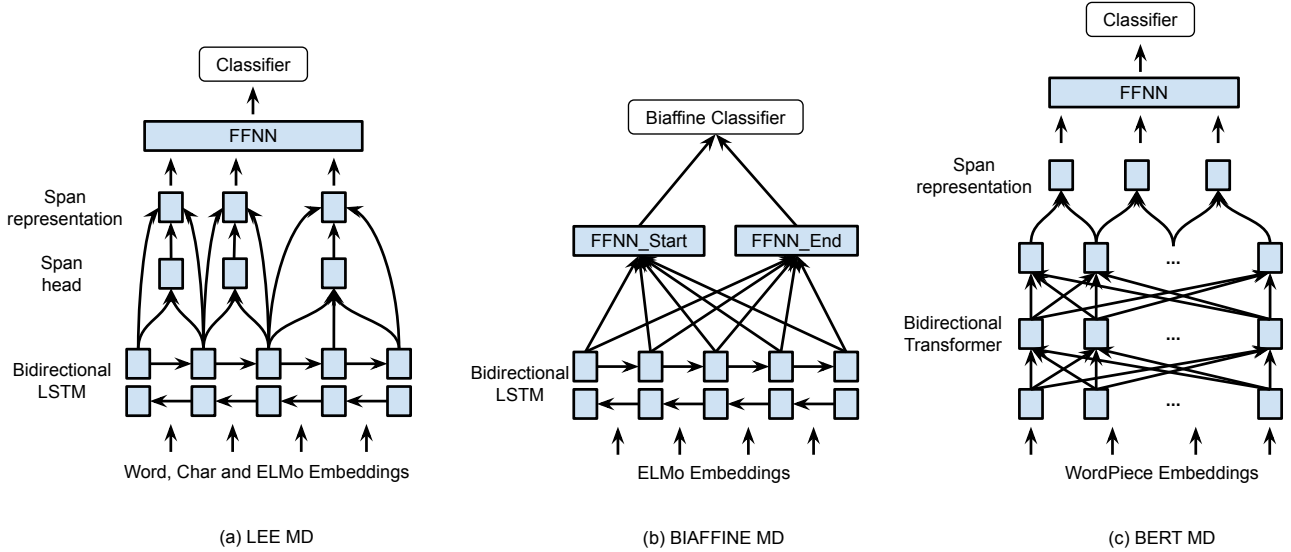 Classifier
FFNN
Span
representation
Span
head
Bidirectional
LSTM
Word, Char and ELMo Embeddings
(a) LEE MD
Biaffine Classifier
FFNN_Start
FFNN_End
Bidirectional
LSTM
ELMo Embeddings
(b) BIAFFINE MD
Classifier
FFNN
Span
representation
...
Bidirectional
Transformer
...
...
WordPiece Embeddings
(c) BERT MD